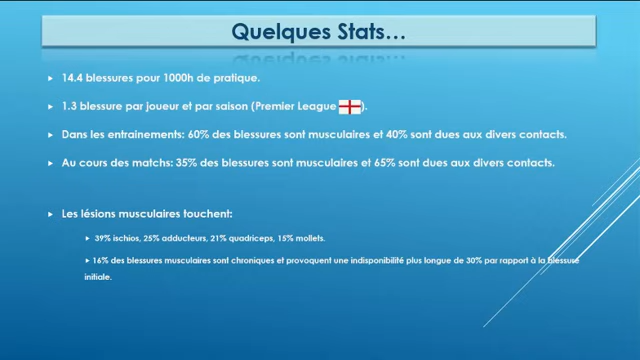 Quelques Stats…
14.4 blessures pour 1000h de pratique.
1.3 blessure par joueur et par saison (Premier League ).
Dans les entrainements: 60% des blessures sont musculaires et 40% sont dues aux divers contacts.
Au cours des matchs: 35% des blessures sont musculaires et 65% sont dues aux divers contacts.
Les lésions musculaires touchent:
39% ischios, 25% adducteurs, 21% quadriceps, 15% mollets.
16% des blessures musculaires sont chroniques et provoquent une indisponibilité plus longue de 30% par rapport à la blessure
initiale.